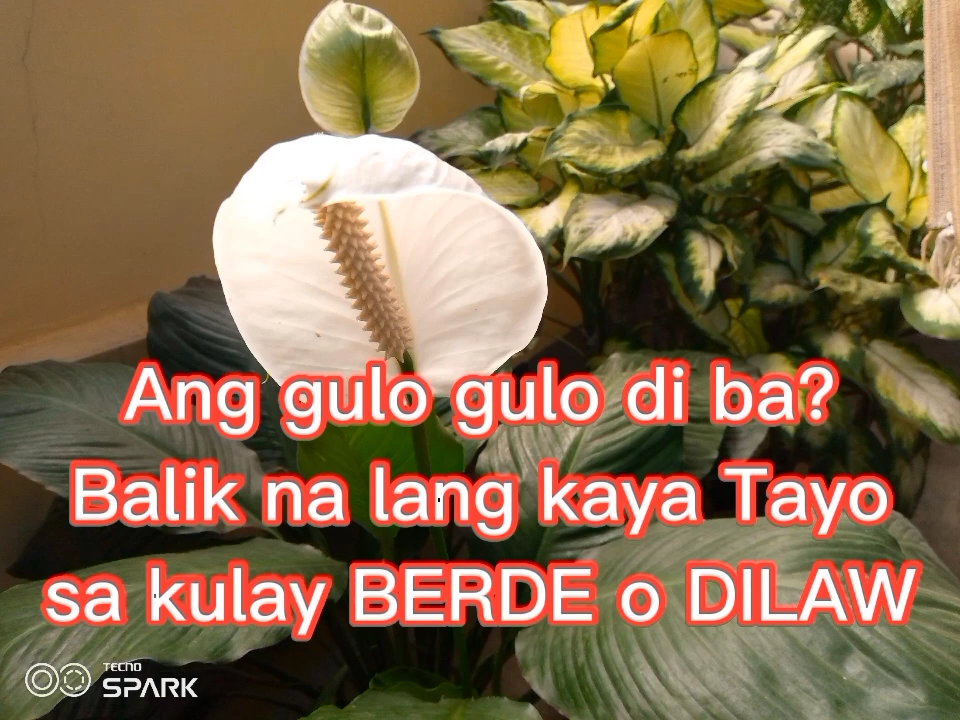 Ang gulo gulo di ba?
Balik na lang kaya Tayo
sa kulay BERDE o DILAW
TECNO
SPARK